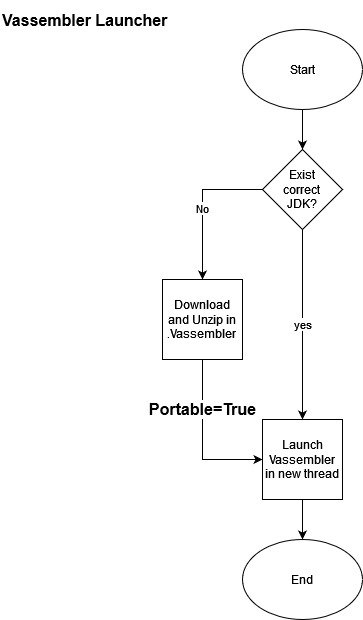 Vassembler Launcher
Start
Exist
correct
JDK?
No
Download
and Unzip in
.Vassembler
yes
Portable=True
Launch
Vassembler
in new thread
End